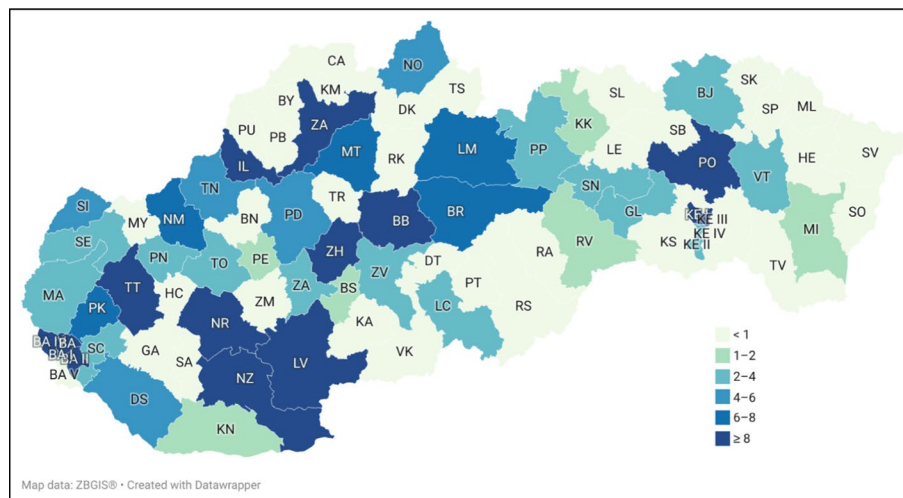 CA
NO
BY
KM
TS
DK
SL
BJ
SK
ML
SP
PU
PB
ZA
KK
SB
IL
MT
RK
LM
PP
LE
PO
HE
SV
VT
TN
TR
SN
SI
MY
NM
BN
PD
BB
BR
GL
KE III
SO
SE
PN
TO
PE
ZH
ZV
DT
RA
RV
KS
KE IV
KE II
MI
TV
MA
TT
HC
ZM
ZA
BS
PT
PK
LC
RS
NR
KA
BA
SC
GA
SA
LV
VK
BA II
BA V
DS
NZ
KN
< 1
1–2
2–4
4–6
6–8
≥ 8
Map data: ZBGIS® • Created with Datawrapper